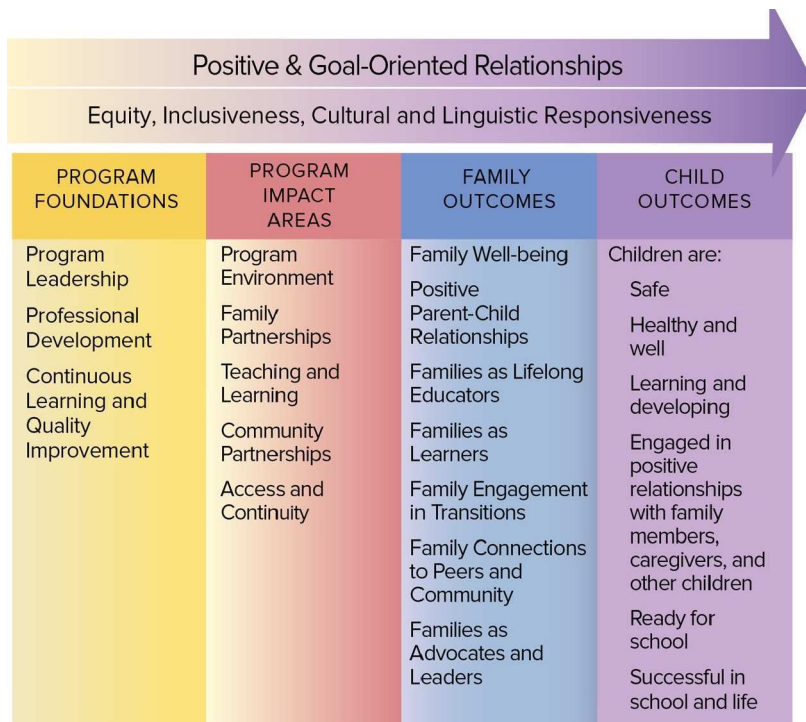 Positive & Goal-Oriented Relationships
Equity, Inclusiveness, Cultural and Linguistic Responsiveness
PROGRAM
FOUNDATIONS
Program
Leadership
Professional
Development
Continuous
Learning and
Quality
Improvement
PROGRAM
IMPACT
AREAS
Program
Environment
Family
Partnerships
Teaching and
Learning
Community
Partnerships
Access and
Continuity
FAMILY
OUTCOMES
Family Well-being
Positive
Parent-Child
Relationships
Families as Lifelong
Educators
Families as
Learners
Family Engagement
in Transitions
Family Connections
to Peers and
Community
Families as
Advocates and
Leaders
CHILD
OUTCOMES
Children are:
Safe
Healthy and
well
Learning and
developing
Engaged in
positive
relationships
with family
members,
caregivers, and
other children
Ready for
school
Successful in
school and life